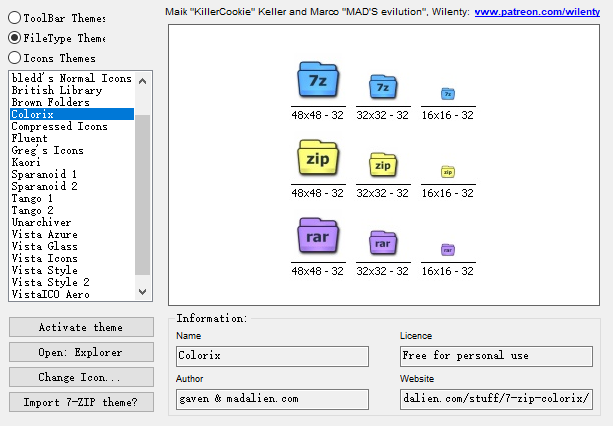 Maik "KillerCookie" Keller and Marco "MAD'S evilution", Wilenty: www.patreon.com/wilenty
ToolBar Themes
FileType Theme
Icons Themes
bledd's Normal Icons
British Library
Brown Folders
Colorix
Compressed Icons
Fluent
Greg's Icons
Kaori
Sparanoid 1
Sparanoid 2
Tango 1
Tango 2
Unarchiver
Vista Azure
Vista Glass
Vista Icons
Vista Style
Vista Style 2
VistaICO Aero
7z 7z 7z
48x48 - 32 32x32 - 32 16x16 - 32
zip zip zip
48x48 - 32 32x32 - 32 16x16 - 32
rar rar rar
48x48 - 32 32x32 - 32 16x16 - 32
Activate theme
Open: Explorer
Change Icon...
Import 7-ZIP theme?
Information:
Name Licence
Colorix Free for personal use
Author Website
gaven & madalien.com dalien.com/stuff/7-zip-colorix/